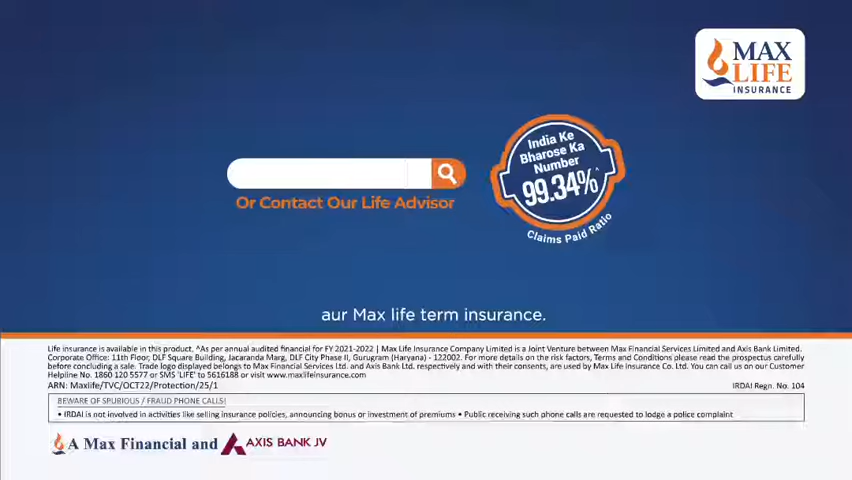 MAX
LIFE
INSURANCE
India Ke
Bharose Ka
Number
99.34%^
Claims Paid Ratio
Or Contact Our Life Advisor
aur Max life term insurance.
Life insurance is available in this product. ^As per annual audited financial for FY 2021-2022 | Max Life Insurance Company Limited is a Joint Venture between Max Financial Services Limited and Axis Bank Limited.
Corporate Office: 11th Floor, DLF Square Building, Jacaranda Marg, DLF City Phase II, Gurugram (Haryana) - 122002. For more details on the risk factors, Terms and Conditions please read the prospectus carefully
before concluding a sale. Trade logo displayed belongs to Max Financial Services Ltd. and Axis Bank Ltd. respectively and with their consents, are used by Max Life Insurance Co. Ltd. You can call us on our Customer
Helpline No. 1860 120 5577 or SMS 'LIFE' to 5616188 or visit www.maxlifeinsurance.com
ARN: Maxlife/TVC/OCT22/Protection/25/1
IRDAI Regn. No. 104
BEWARE OF SPURIOUS / FRAUD PHONE CALLS!
• IRDAI is not involved in activities like selling insurance policies, announcing bonus or investment of premiums • Public receiving such phone calls are requested to lodge a police complaint
A Max Financial and AXIS BANK JV